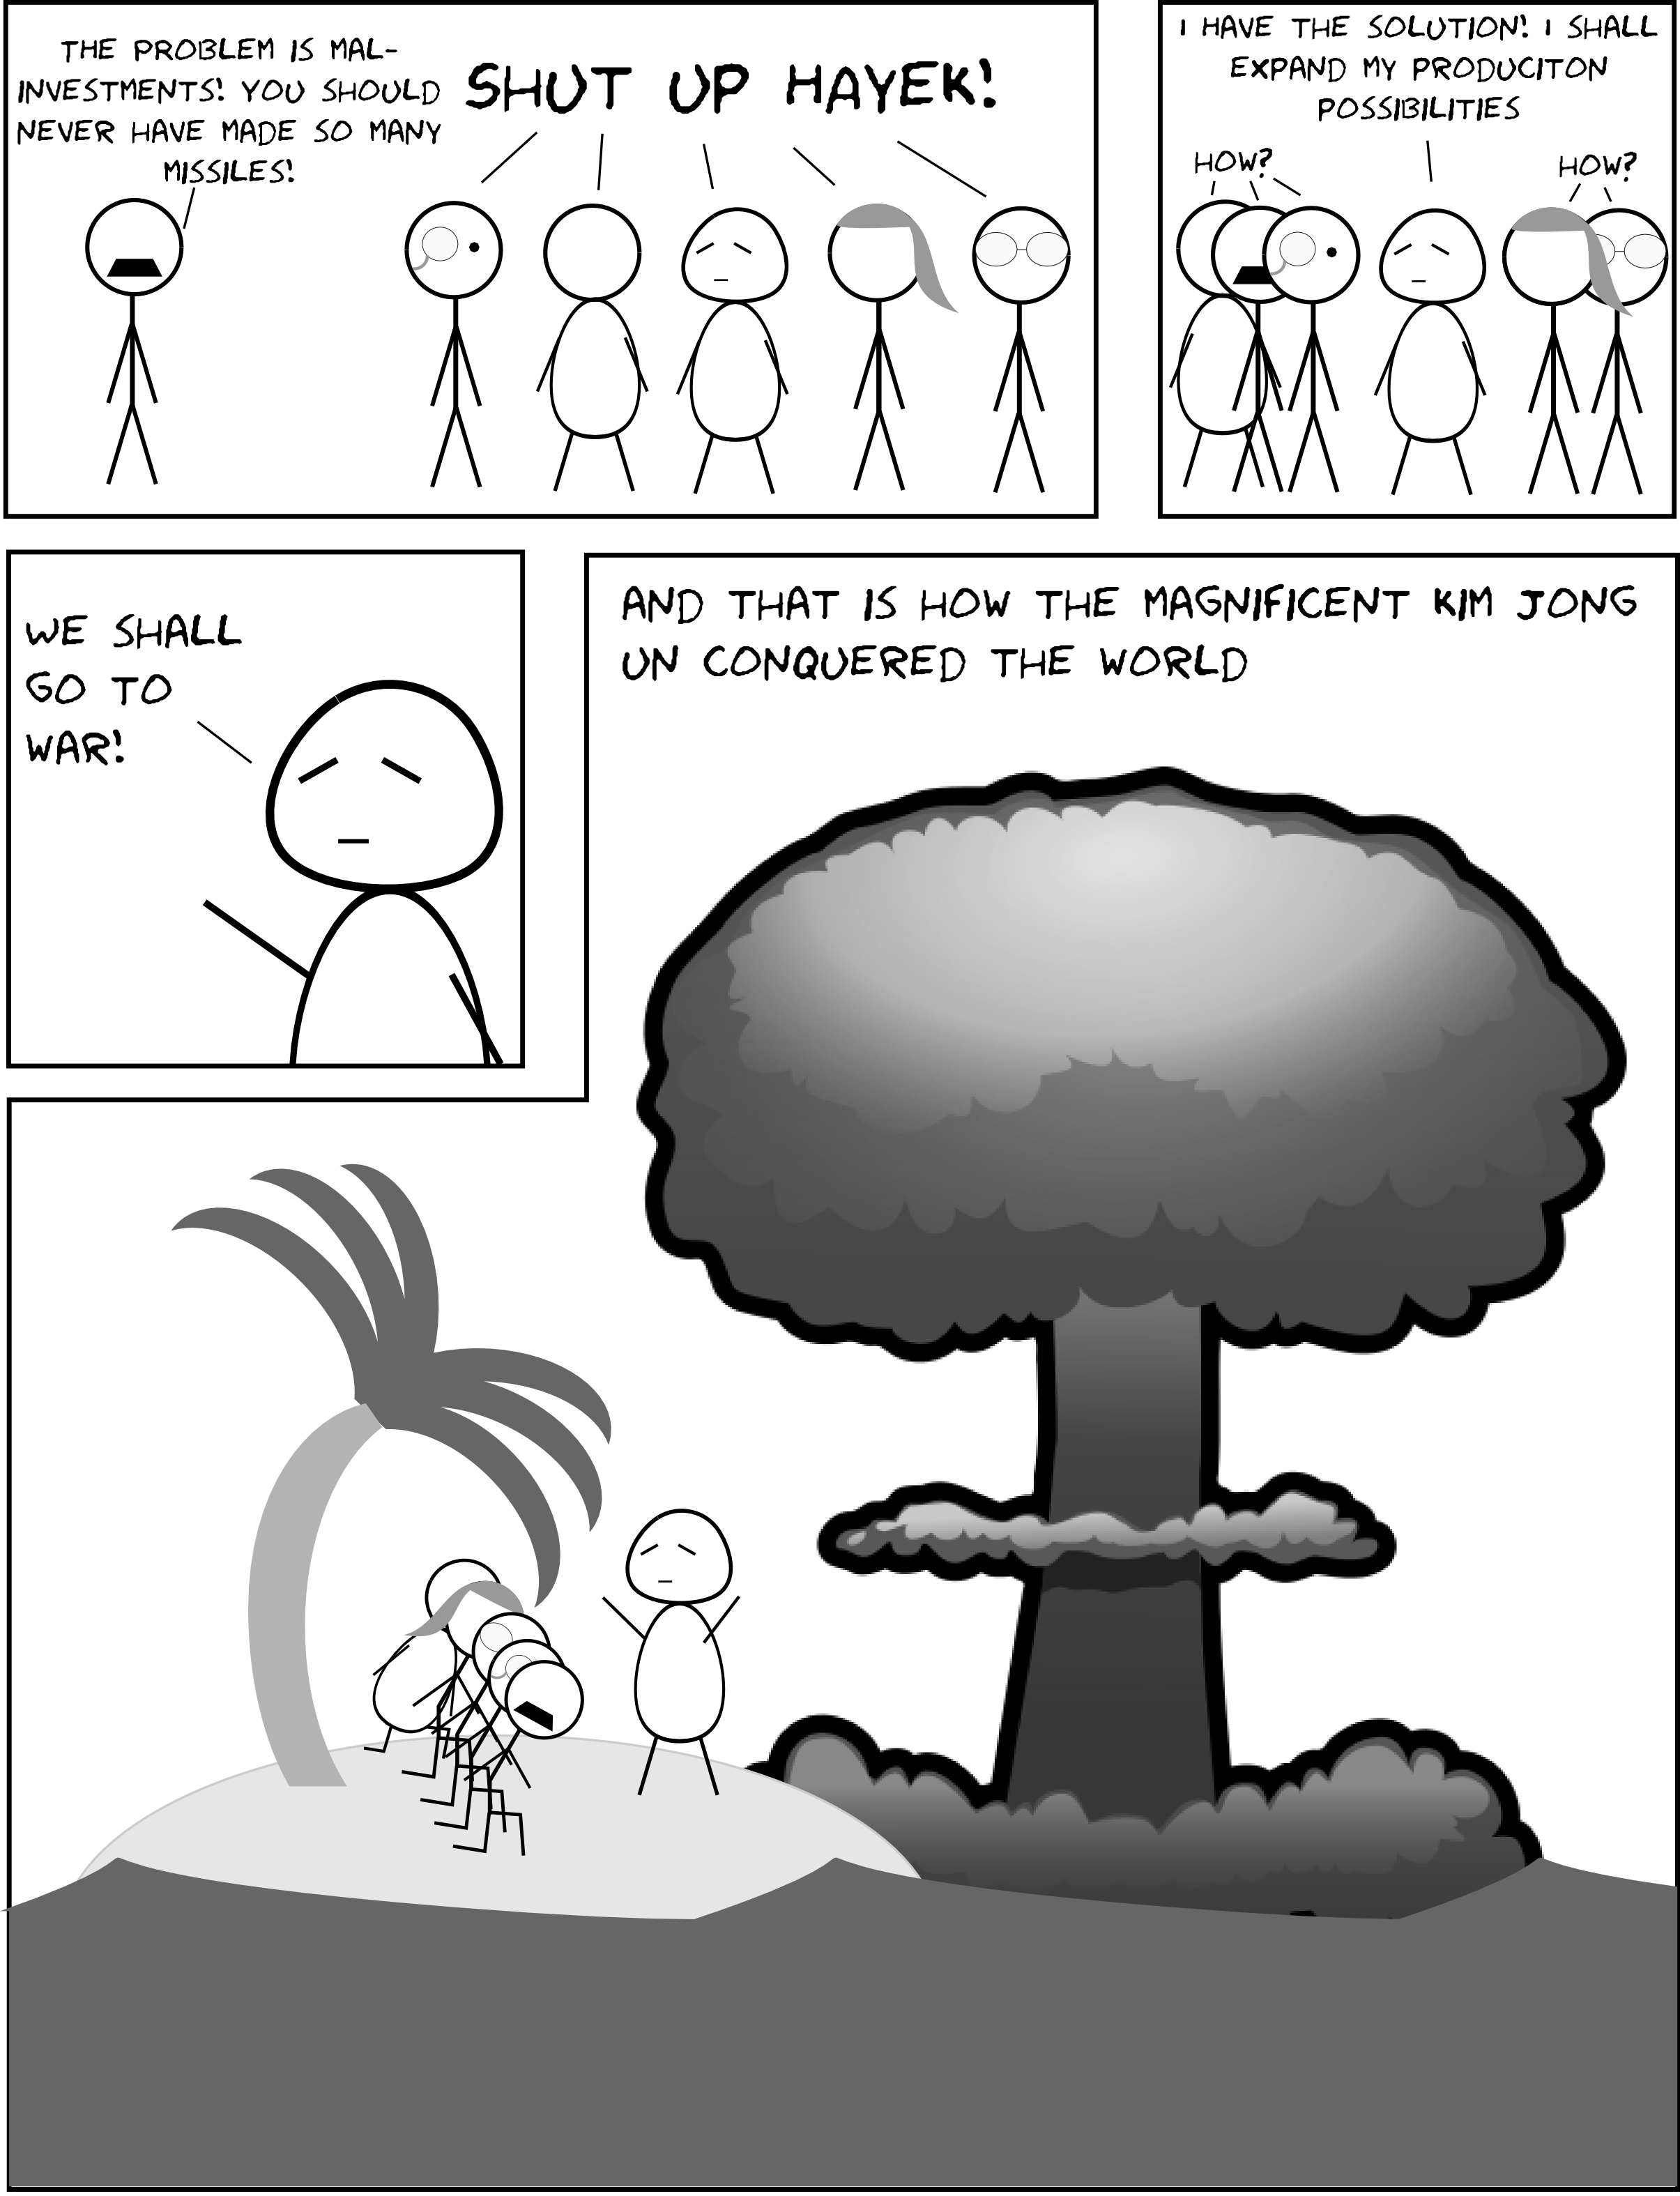 THE PROBLEM IS MAL-
INVESTMENTS! YOU SHOULD
NEVER HAVE MADE SO MANY
MISSILES!
SHUT UP HAYEK!
I HAVE THE SOLUTION! I SHALL
EXPAND MY PRODUCITON
POSSIBILITIES
HOW?
HOW?
WE SHALL
GO TO
WAR!
AND THAT IS HOW THE MAGNIFICENT KIM JONG
UN CONQUERED THE WORLD